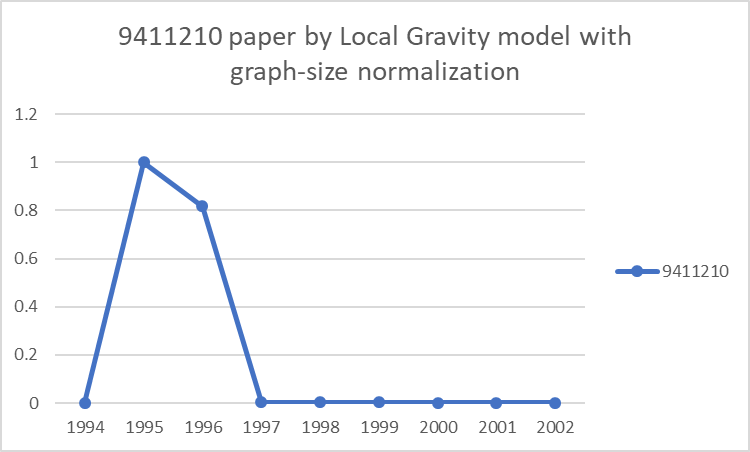 9411210 paper by Local Gravity model with
graph-size normalization
1.2
1
0.8
0.6
0.4
0.2
0
1994 1995 1996 1997 1998 1999 2000 2001 2002
9411210